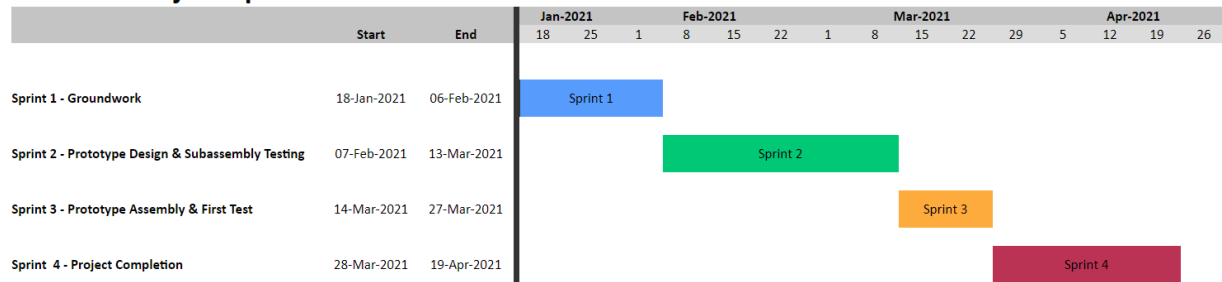 Jan-2021 Feb-2021 Mar-2021 Apr-2021
Start End 18 25 1 8 15 22 1 8 15 22 29 5 12 19 26
Sprint 1 - Groundwork 18-Jan-2021 06-Feb-2021 Sprint 1
Sprint 2 - Prototype Design & Subassembly Testing 07-Feb-2021 13-Mar-2021 Sprint 2
Sprint 3 - Prototype Assembly & First Test 14-Mar-2021 27-Mar-2021 Sprint 3
Sprint 4 - Project Completion 28-Mar-2021 19-Apr-2021 Sprint 4